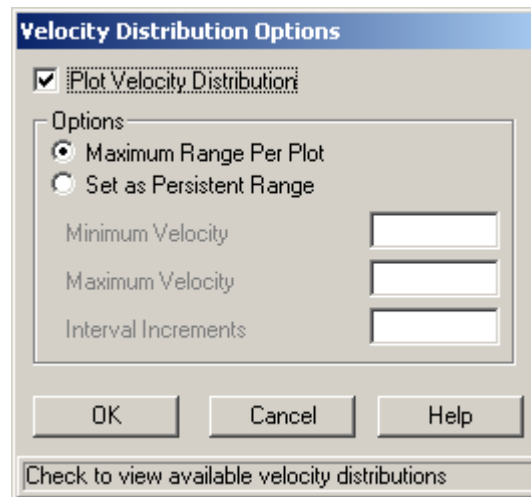 Velocity Distribution Options
Plot Velocity Distribution
Options
Maximum Range Per Plot
Set as Persistent Range
Minimum Velocity
Maximum Velocity
Interval Increments
OK Cancel Help
Check to view available velocity distributions